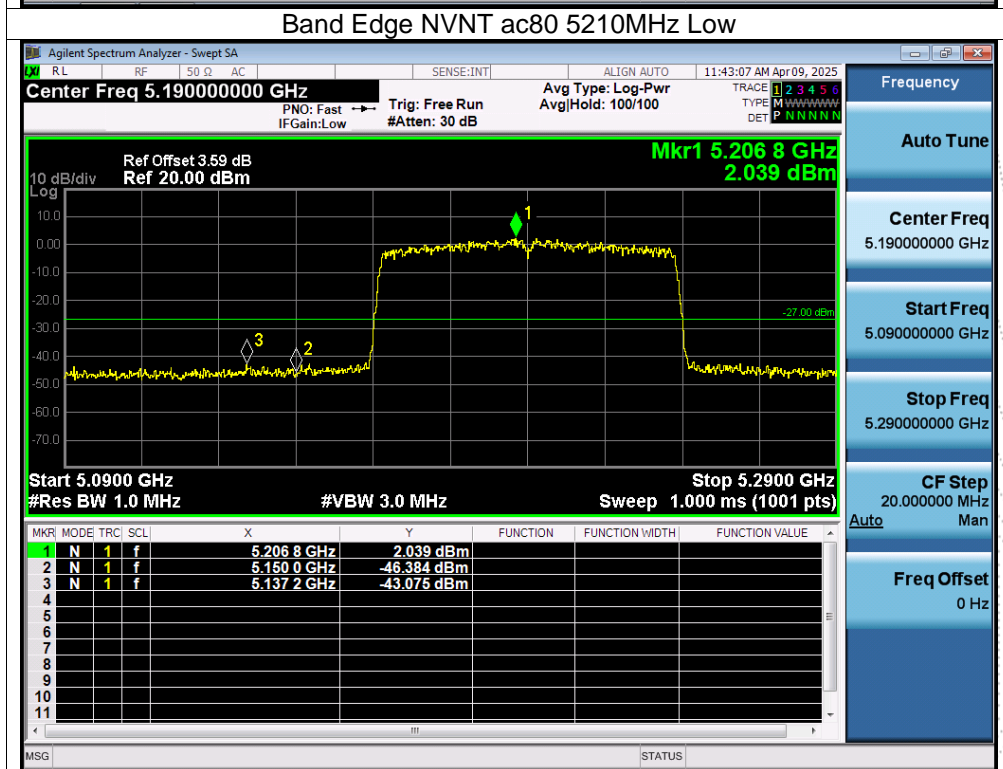 Band Edge NVNT ac80 5210MHz Low
Agilent Spectrum Analyzer - Swept SA
LXI RL RF 50 Ω AC SENSE:INT ALIGN AUTO 11:43:07 AM Apr 09, 2025
Center Freq 5.190000000 GHz
PNO: Fast
IFGain:Low
Trig: Free Run
#Atten: 30 dB
Avg Type: Log-Pwr
Avg|Hold: 100/100
TRACE 1 2 3 4 5 6
TYPE M WWWWW
DET P N N N N N
Frequency
Auto Tune
Center Freq
5.190000000 GHz
Start Freq
5.090000000 GHz
Stop Freq
5.290000000 GHz
CF Step
20.000000 MHz
Auto Man
Freq Offset
0 Hz
Mkr1 5.206 8 GHz
2.039 dBm
Ref Offset 3.59 dB
10 dB/div Ref 20.00 dBm
Log
10.0
0.00
-10.0
-20.0
-30.0
-40.0
-50.0
-60.0
-70.0
1
-27.00 dBm
3
2
Start 5.0900 GHz Stop 5.2900 GHz
#Res BW 1.0 MHz #VBW 3.0 MHz Sweep 1.000 ms (1001 pts)
MKR MODE TRC SCL X Y FUNCTION FUNCTION WIDTH FUNCTION VALUE
1 N 1 f 5.206 8 GHz 2.039 dBm
2 N 1 f 5.150 0 GHz -46.384 dBm
3 N 1 f 5.137 2 GHz -43.075 dBm
4
5
6
7
8
9
10
11
MSG STATUS